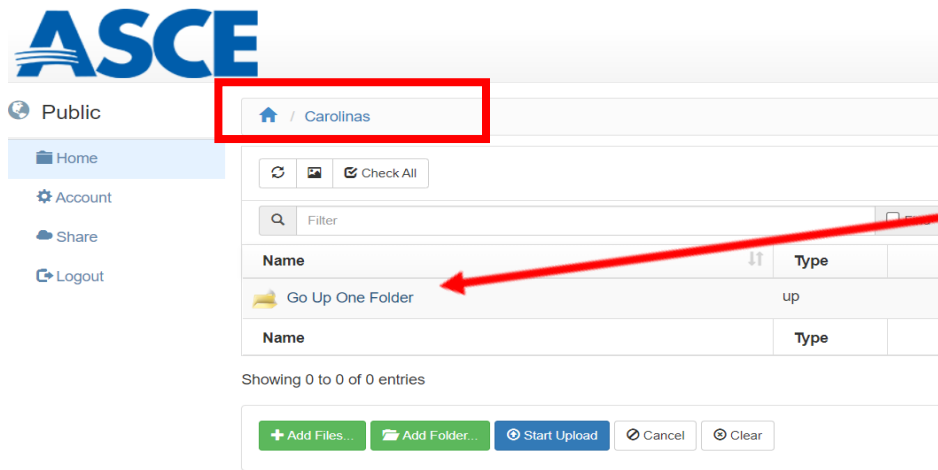 ASCE
Public
/ Carolinas
Home
Check All
Account
Filter
Share
Name Type
Logout
Go Up One Folder up
Name Type
Showing 0 to 0 of 0 entries
Add Files... Add Folder... Start Upload Cancel Clear